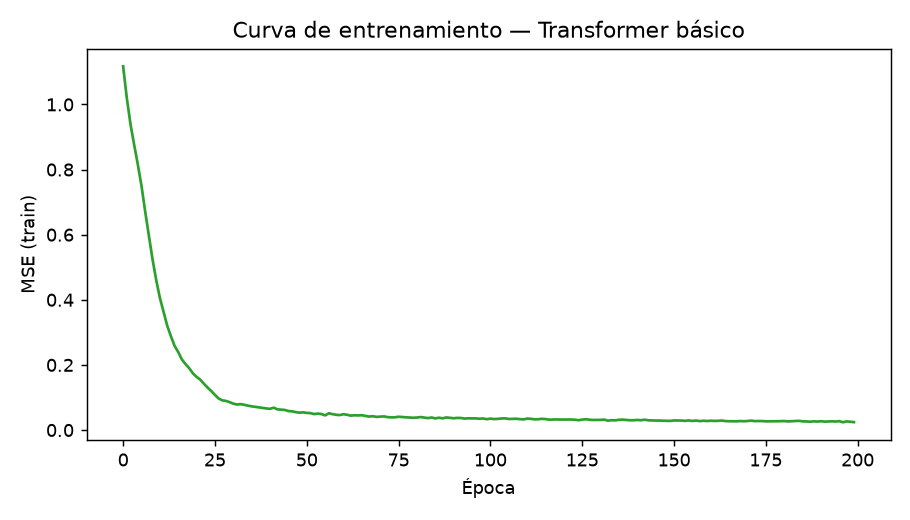 Curva de entrenamiento — Transformer básico
MSE (train)
1.0
0.8
0.6
0.4
0.2
0.0
0 25 50 75 100 125 150 175 200
Época